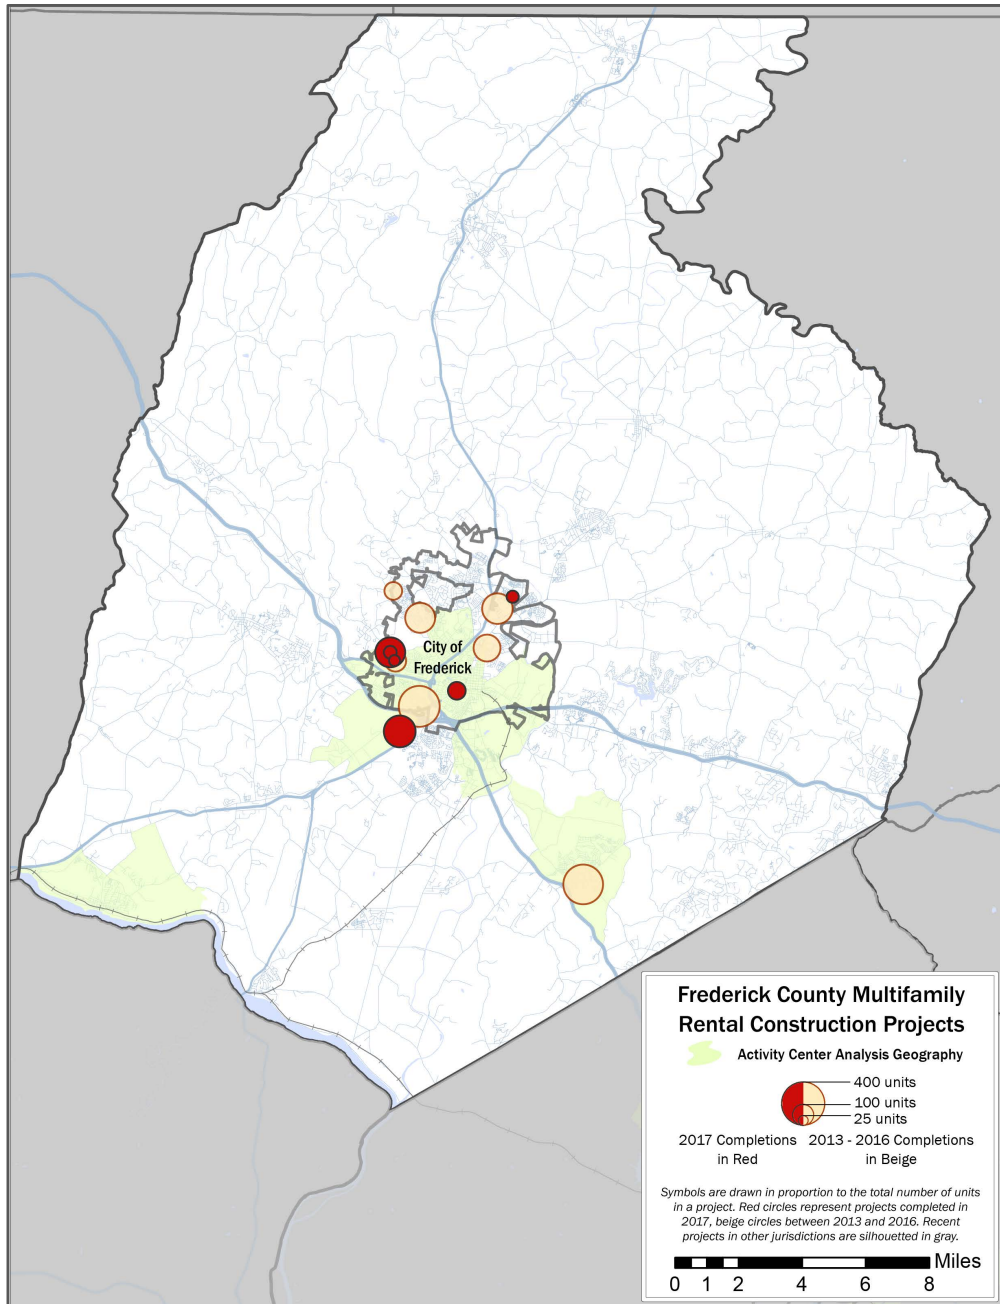 City of
Frederick
Frederick County Multifamily
Rental Construction Projects
Activity Center Analysis Geography
400 units
100 units
25 units
2017 Completions
in Red
2013 - 2016 Completions
in Beige
Symbols are drawn in proportion to the total number of units
in a project. Red circles represent projects completed in
2017, beige circles between 2013 and 2016. Recent
projects in other jurisdictions are silhouetted in gray.
Miles
0 1 2 4 6 8